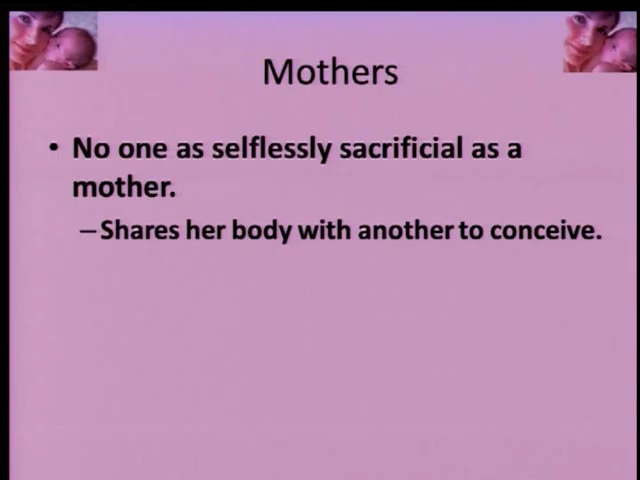 Mothers
• No one as selflessly sacrificial as a
mother.
–Shares her body with another to conceive.